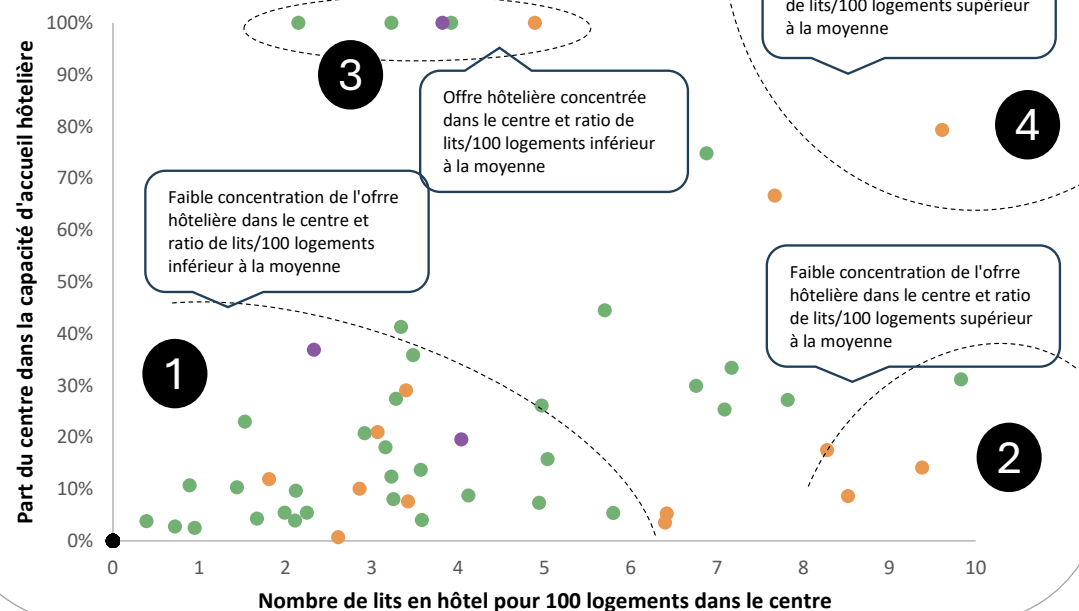 de lits/100 logements supérieur
à la moyenne
100%
90%
80%
70%
60%
50%
40%
30%
20%
10%
0%
Part du centre dans la capacité d'accueil hôtelière
3
4
Offre hôtelière concentrée
dans le centre et ratio de
lits/100 logements inférieur
à la moyenne
Faible concentration de l'ofrre
hôtelière dans le centre et
ratio de lits/100 logements
inférieur à la moyenne
Faible concentration de l'ofrre
hôtelière dans le centre et ratio
de lits/100 logements supérieur
à la moyenne
1
2
0 1 2 3 4 5 6 7 8 9 10
Nombre de lits en hôtel pour 100 logements dans le centre